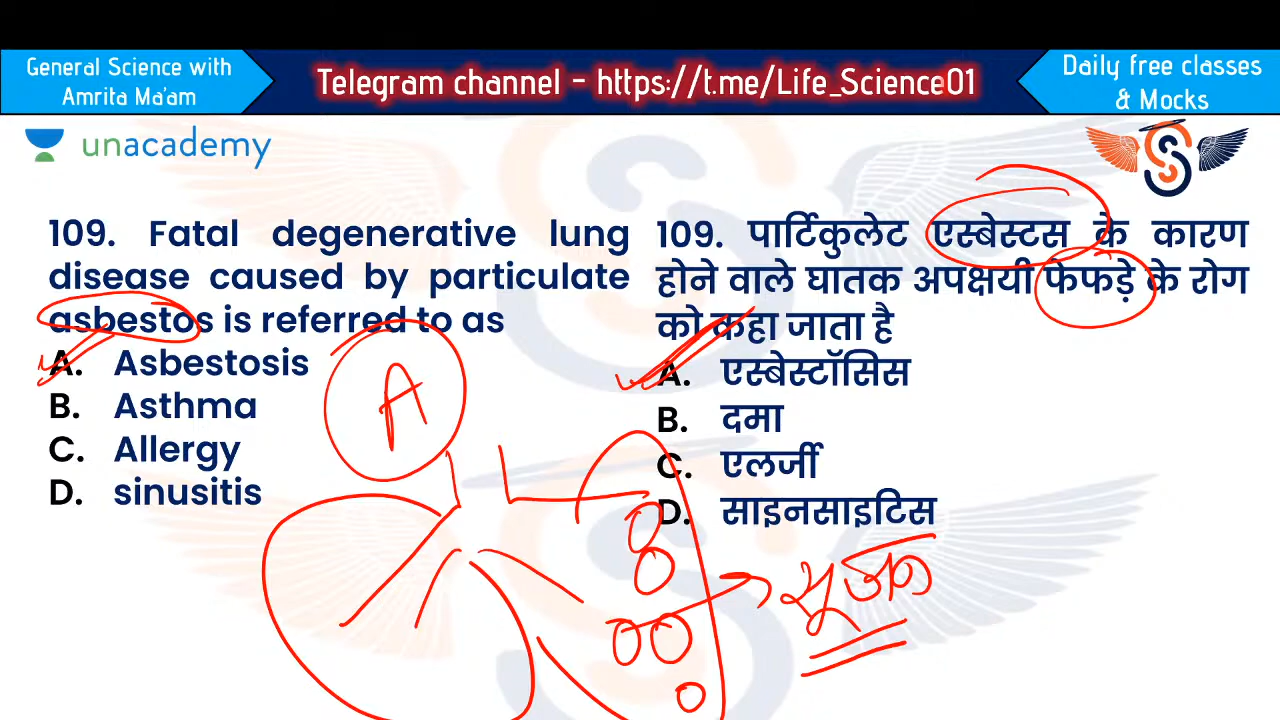 General Science with
Amrita Ma'am
Telegram channel - https://t.me/Life_Science01
Daily free classes
& Mocks
unacademy
109. Fatal degenerative lung
disease caused by particulate
asbestos is referred to as
A. Asbestosis
B. Asthma
C. Allergy
D. sinusitis
109. पार्टिकुलेट एस्बेस्टस के कारण
होने वाले घातक अपक्षयी फेफड़े के रोग
को कहा जाता है
A. एस्बेस्टॉसिस
B. दमा
C. एलर्जी
D. साइनसाइटिस
A
सूजन